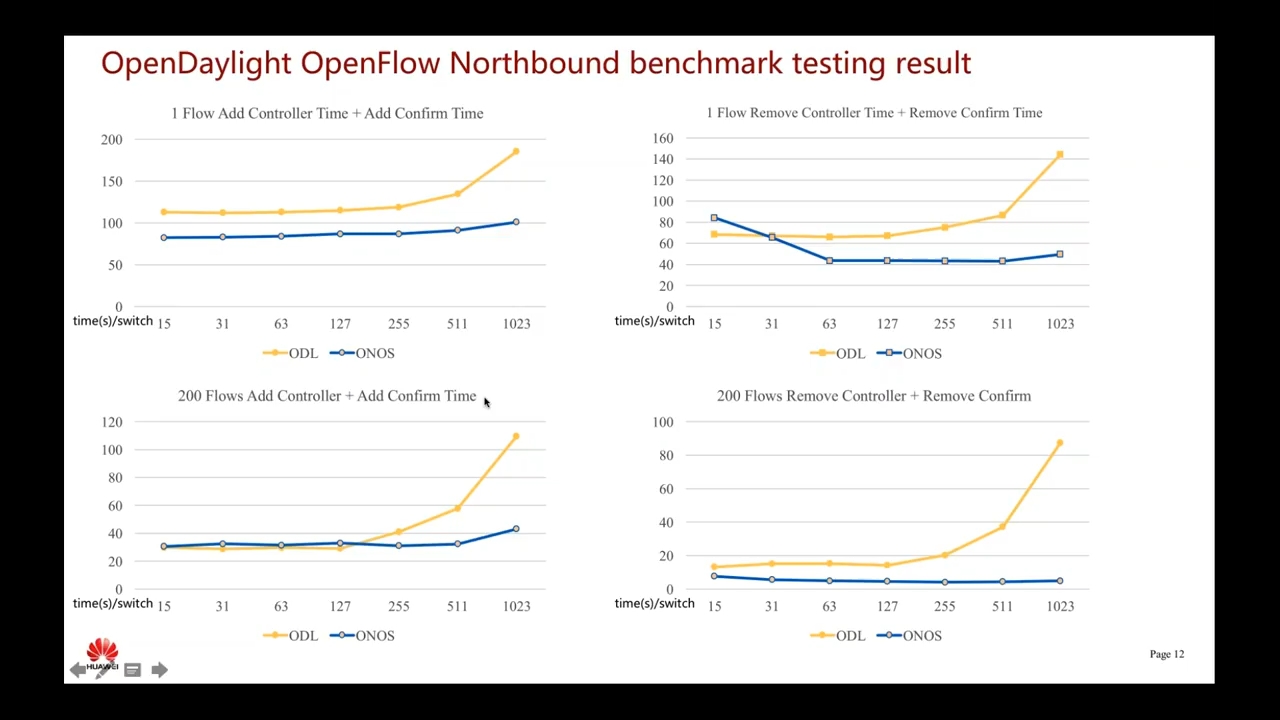 OpenDaylight OpenFlow Northbound benchmark testing result
1 Flow Add Controller Time + Add Confirm Time
200
150
100
50
0
time(s)/switch 15 31 63 127 255 511 1023
ODL ONOS
1 Flow Remove Controller Time + Remove Confirm Time
160
140
120
100
80
60
40
20
0
time(s)/switch 15 31 63 127 255 511 1023
ODL ONOS
200 Flows Add Controller + Add Confirm Time
120
100
80
60
40
20
0
time(s)/switch 15 31 63 127 255 511 1023
ODL ONOS
200 Flows Remove Controller + Remove Confirm
100
80
60
40
20
0
time(s)/switch 15 31 63 127 255 511 1023
ODL ONOS
HUAWEI
Page 12